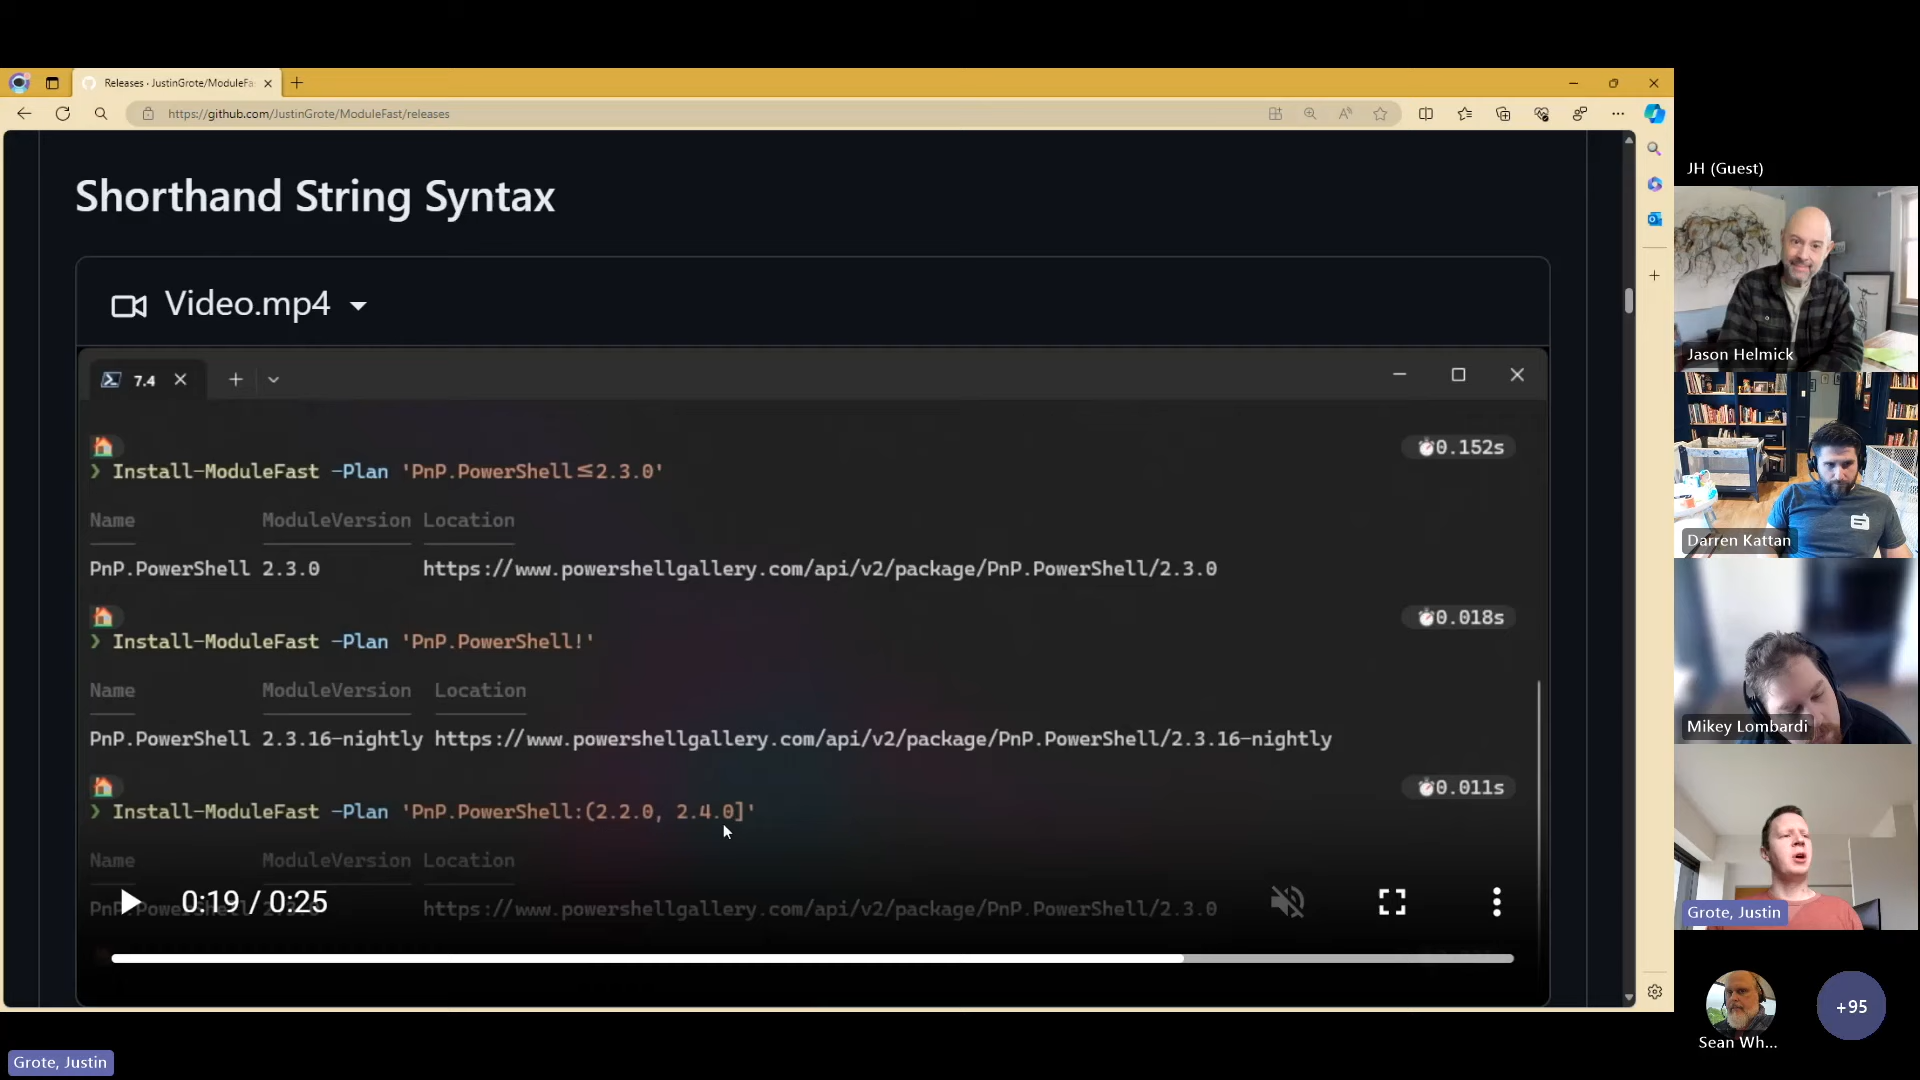 Releases · JustinGrote/ModuleFa
https://github.com/JustinGrote/ModuleFast/releases
Shorthand String Syntax
Video.mp4
7.4
0.152s
❯ Install-ModuleFast -Plan 'PnP.PowerShell≤2.3.0'
Name ModuleVersion Location
PnP.PowerShell 2.3.0 https://www.powershellgallery.com/api/v2/package/PnP.PowerShell/2.3.0
0.018s
❯ Install-ModuleFast -Plan 'PnP.PowerShell!'
Name ModuleVersion Location
PnP.PowerShell 2.3.16-nightly https://www.powershellgallery.com/api/v2/package/PnP.PowerShell/2.3.16-nightly
0.011s
❯ Install-ModuleFast -Plan 'PnP.PowerShell:(2.2.0, 2.4.0]'
Name ModuleVersion Location
PnP.PowerShell https://www.powershellgallery.com/api/v2/package/PnP.PowerShell/2.3.0
0:19 / 0:25
JH (Guest)
Jason Helmick
Darren Kattan
Mikey Lombardi
Grote, Justin
Sean Wh...
+95
Grote, Justin